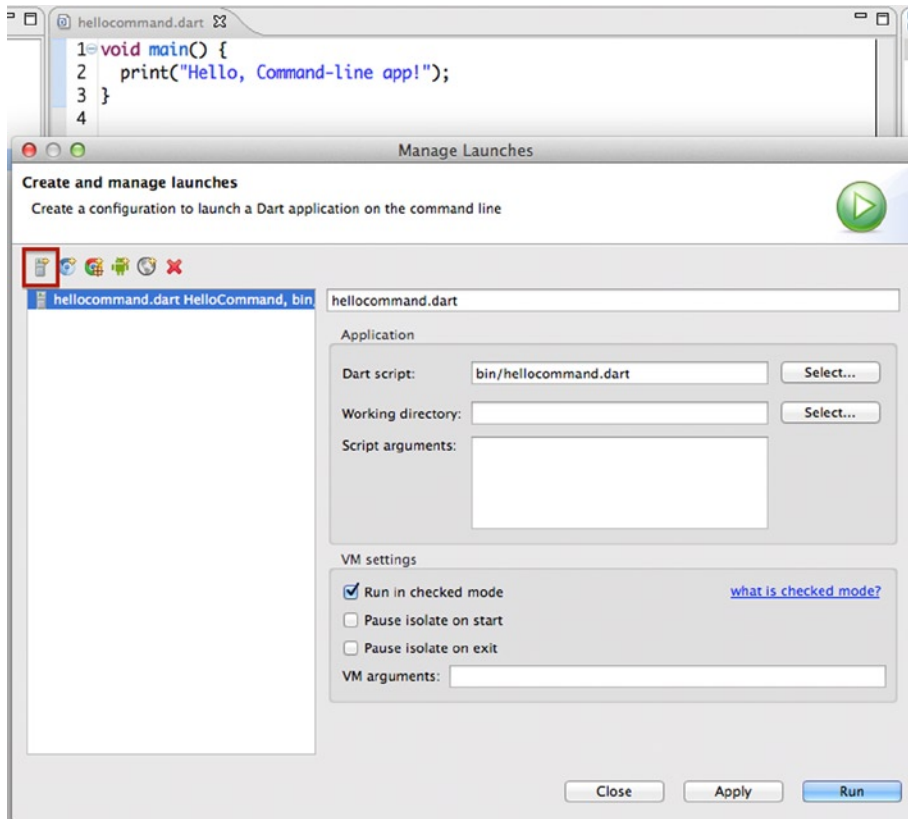 hellocommand.dart
1 void main() {
2 print("Hello, Command-line app!");
3 }
4
Manage Launches
Create and manage launches
Create a configuration to launch a Dart application on the command line
hellocommand.dart HelloCommand, bin
hellocommand.dart
Application
Dart script: bin/hellocommand.dart Select...
Working directory: Select...
Script arguments:
VM settings
Run in checked mode what is checked mode?
Pause isolate on start
Pause isolate on exit
VM arguments:
Close Apply Run